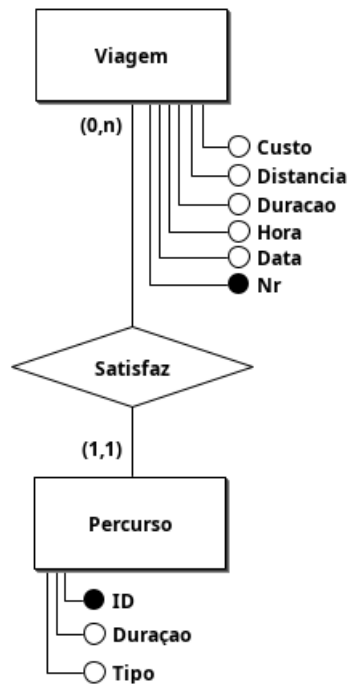 Viagem
(0,n)
Custo
Distancia
Duracao
Hora
Data
Nr
Satisfaz
(1,1)
Percurso
ID
Duraçao
Tipo